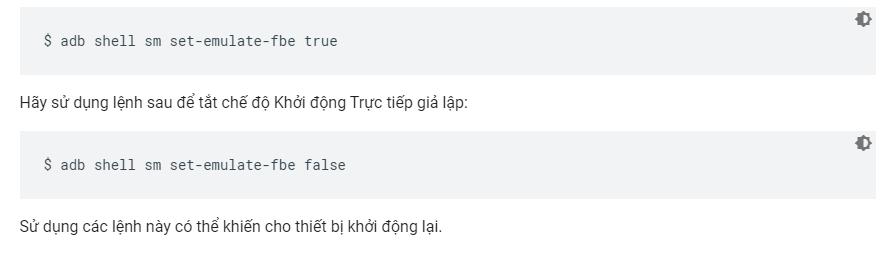 $ adb shell sm set-emulate-fbe true
Hãy sử dụng lệnh sau để tắt chế độ Khởi động Trực tiếp giả lập:
$ adb shell sm set-emulate-fbe false
Sử dụng các lệnh này có thể khiến cho thiết bị khởi động lại.